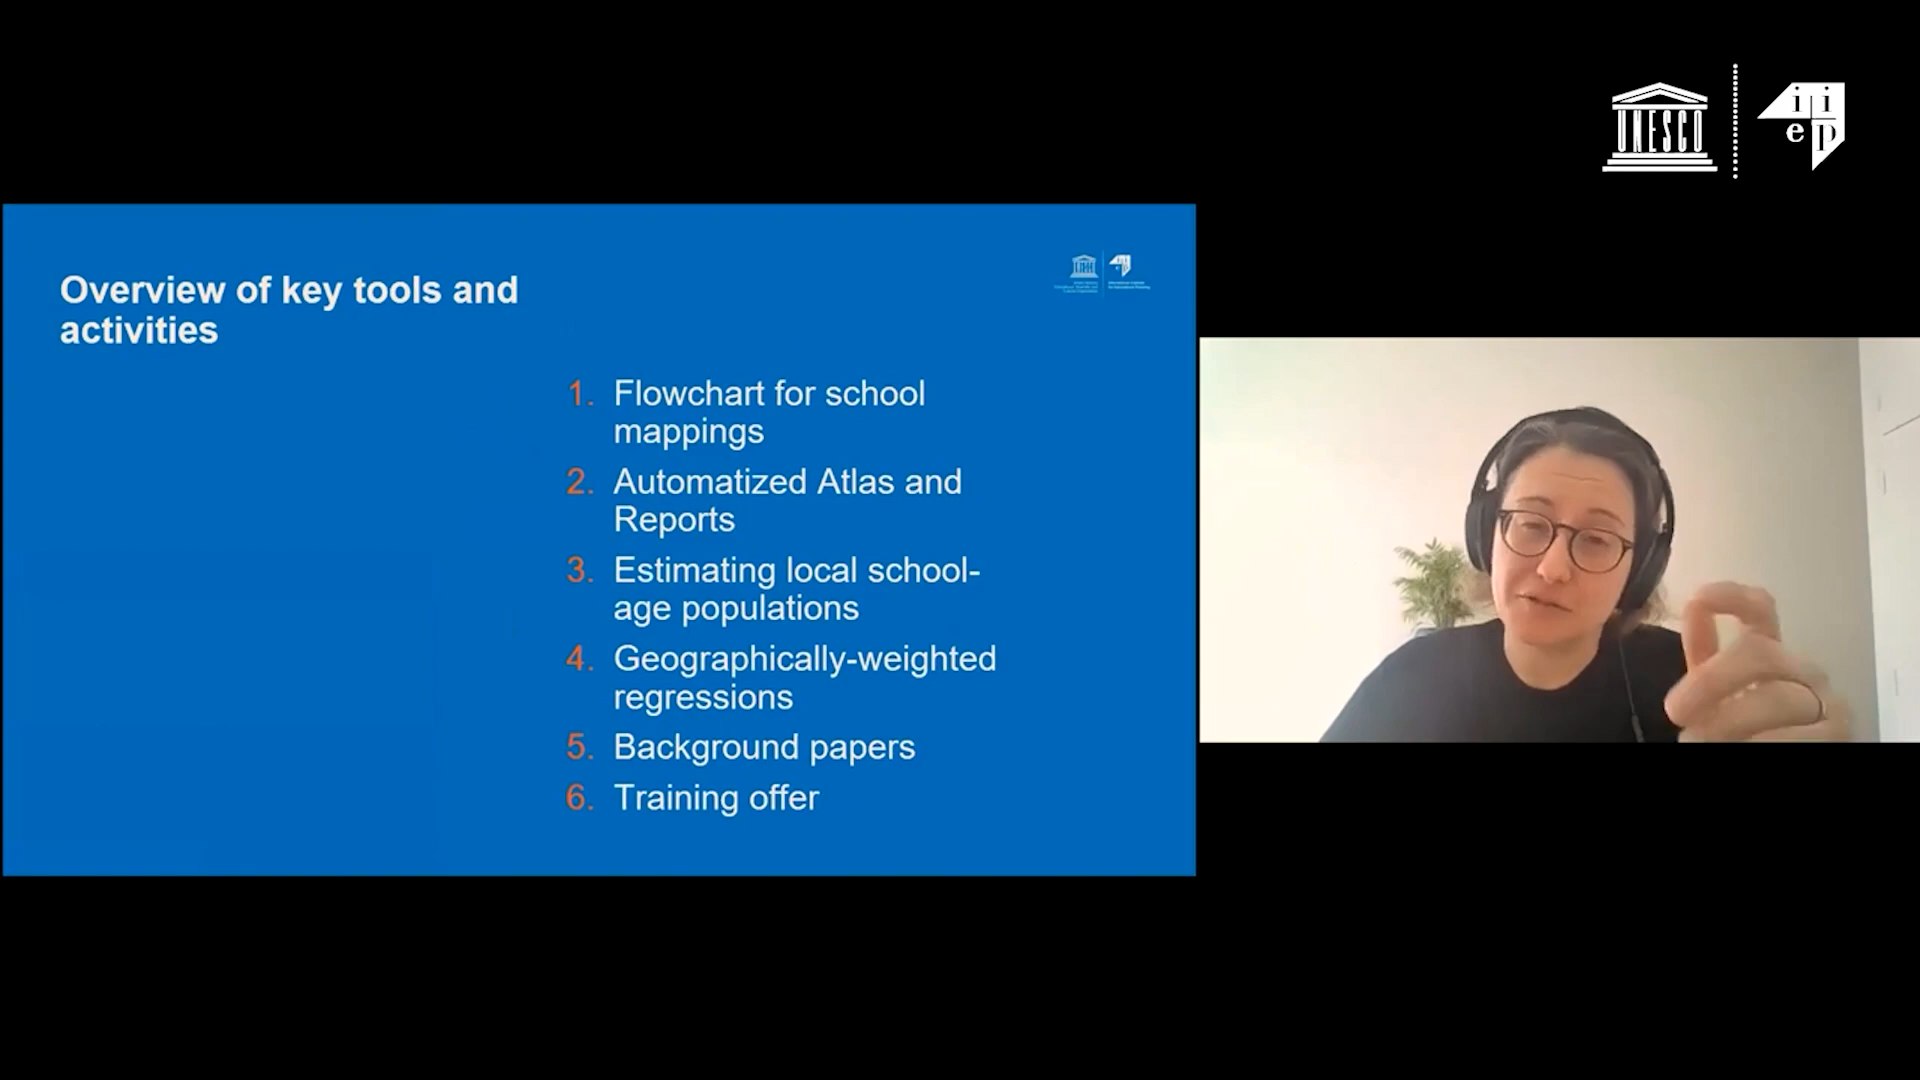 UNESCO
iiep
Overview of key tools and
activities
1. Flowchart for school
mappings
2. Automatized Atlas and
Reports
3. Estimating local school-
age populations
4. Geographically-weighted
regressions
5. Background papers
6. Training offer